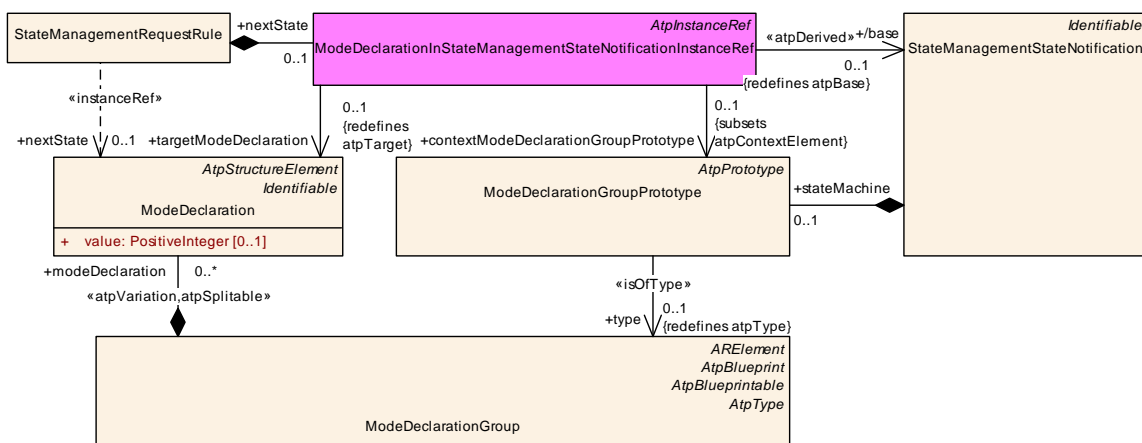 StateManagementRequestRule
+nextState
0..1
AtpInstanceRef
ModeDeclarationInStateManagementStateNotificationInstanceRef
«atpDerived»
+/base
0..1
{redefines atpBase}
Identifiable
StateManagementStateNotification
«instanceRef»
+nextState
0..1
+targetModeDeclaration
0..1
{redefines
atpTarget}
+contextModeDeclarationGroupPrototype
0..1
{subsets
atpContextElement}
AtpStructureElement
Identifiable
ModeDeclaration
+ value: PositiveInteger [0..1]
AtpPrototype
ModeDeclarationGroupPrototype
+stateMachine
0..1
+modeDeclaration
0..*
«atpVariation,atpSplitable»
«isOfType»
+type
0..1
{redefines atpType}
ARElement
AtpBlueprint
AtpBlueprintable
AtpType
ModeDeclarationGroup